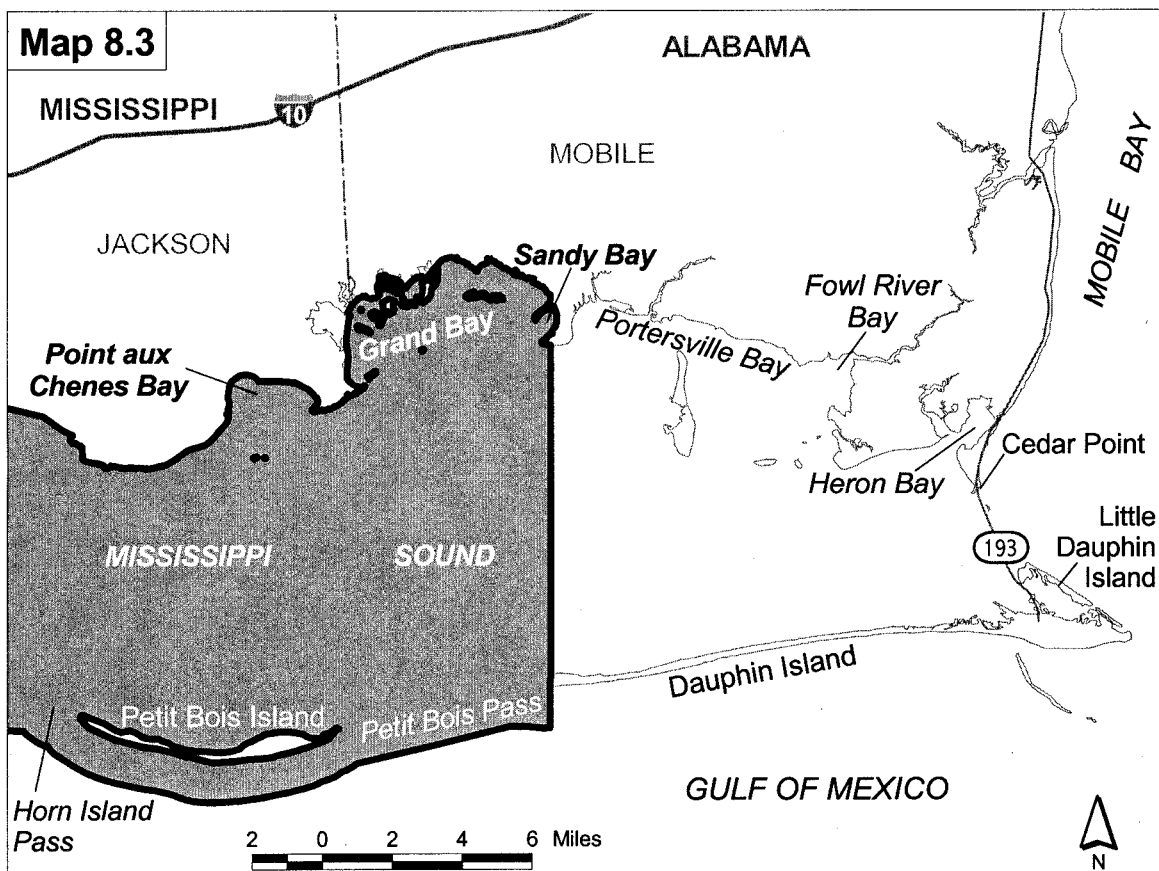 Map 8.3
ALABAMA
MISSISSIPPI
10
MOBILE
MOBILE BAY
JACKSON
Sandy Bay
Fowl River
Bay
Grand Bay
Portersville Bay
Point aux
Chenes Bay
Cedar Point
Heron Bay
MISSISSIPPI SOUND
193
Little
Dauphin
Island
Dauphin Island
Petit Bois Island
Petit Bois Pass
GULF OF MEXICO
Horn Island
Pass
2 0 2 4 6 Miles
N